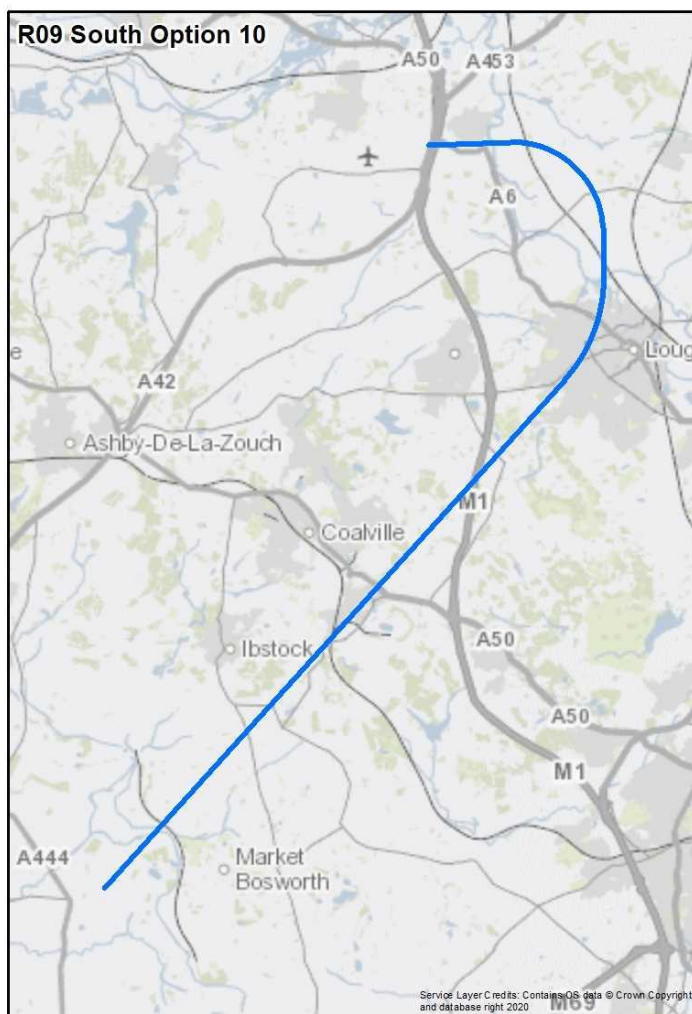 R09 South Option 10
A50
A453
A6
e
Loug
A42
Ashby-De-La-Zouch
M1
Coalville
Ibstock
A50
A50
M1
A444
Market
Bosworth
M69
Service Layer Credits: Contains OS data © Crown Copyright
and database right 2020